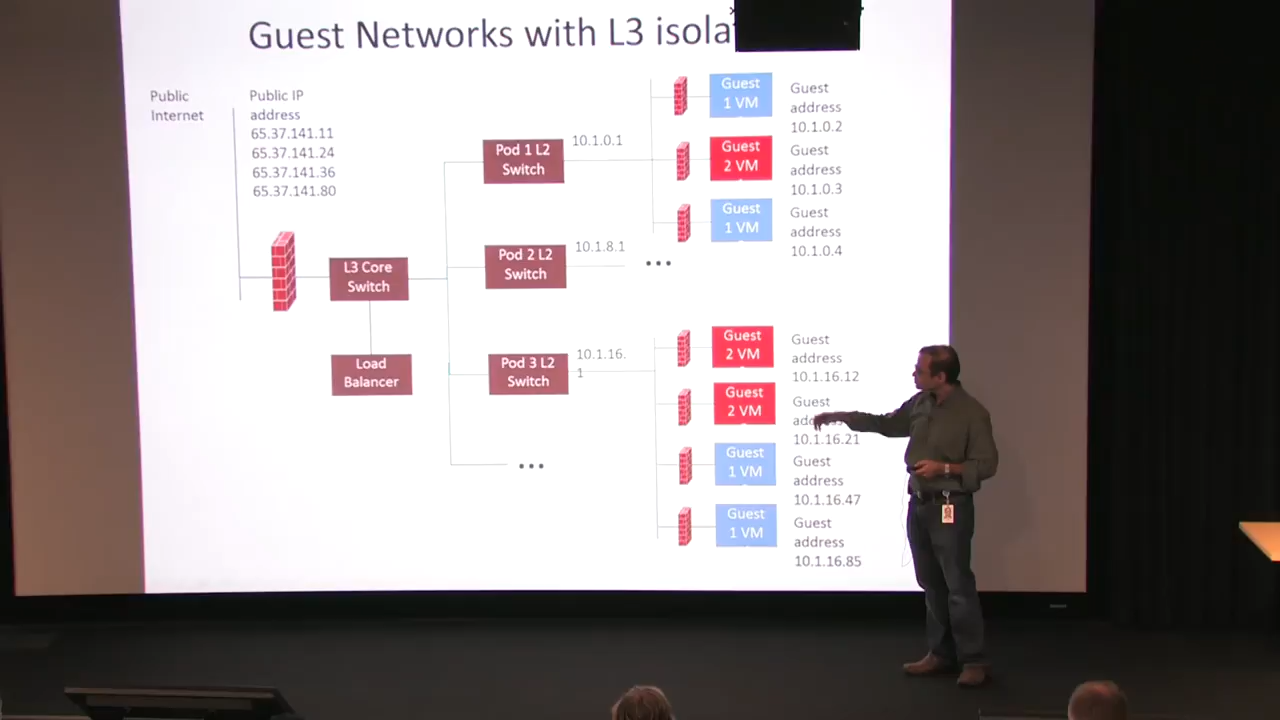 Guest Networks with L3 isola
Public
Internet
Public IP
address
65.37.141.11
65.37.141.24
65.37.141.36
65.37.141.80
L3 Core
Switch
Load
Balancer
Pod 1 L2
Switch
10.1.0.1
Pod 2 L2
Switch
10.1.8.1
...
Pod 3 L2
Switch
10.1.16.
1
...
Guest
1 VM
Guest
address
10.1.0.2
Guest
2 VM
Guest
address
10.1.0.3
Guest
1 VM
Guest
address
10.1.0.4
Guest
2 VM
Guest
address
10.1.16.12
Guest
2 VM
Guest
10.1.16.21
Guest
1 VM
Guest
address
10.1.16.47
Guest
1 VM
Guest
address
10.1.16.85